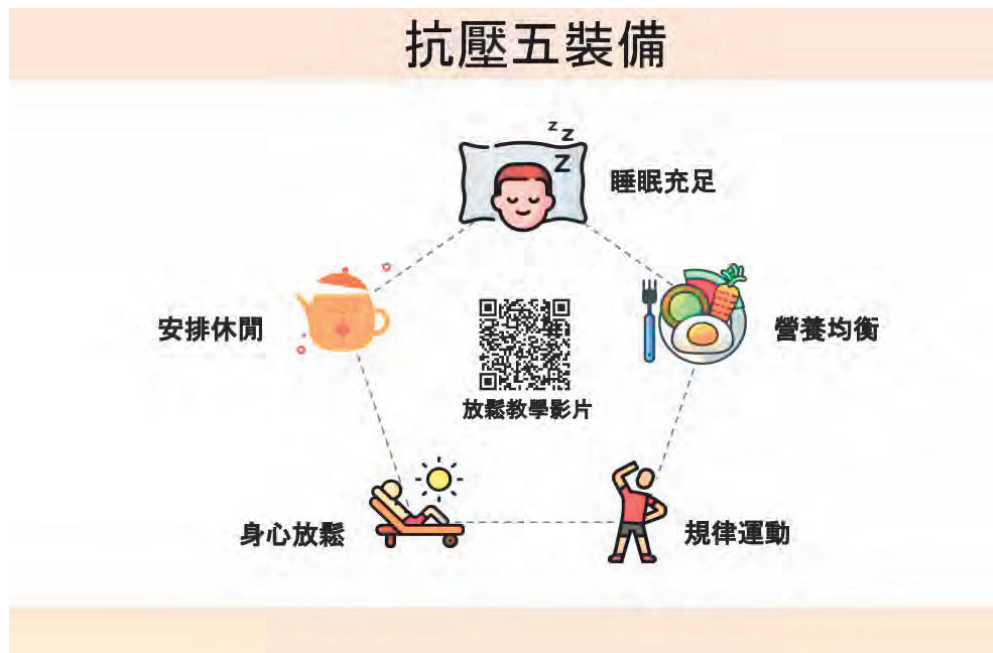 抗壓五裝備
z
z
Z
睡眠充足
安排休閒
營養均衡
放鬆教學影片
身心放鬆
規律運動